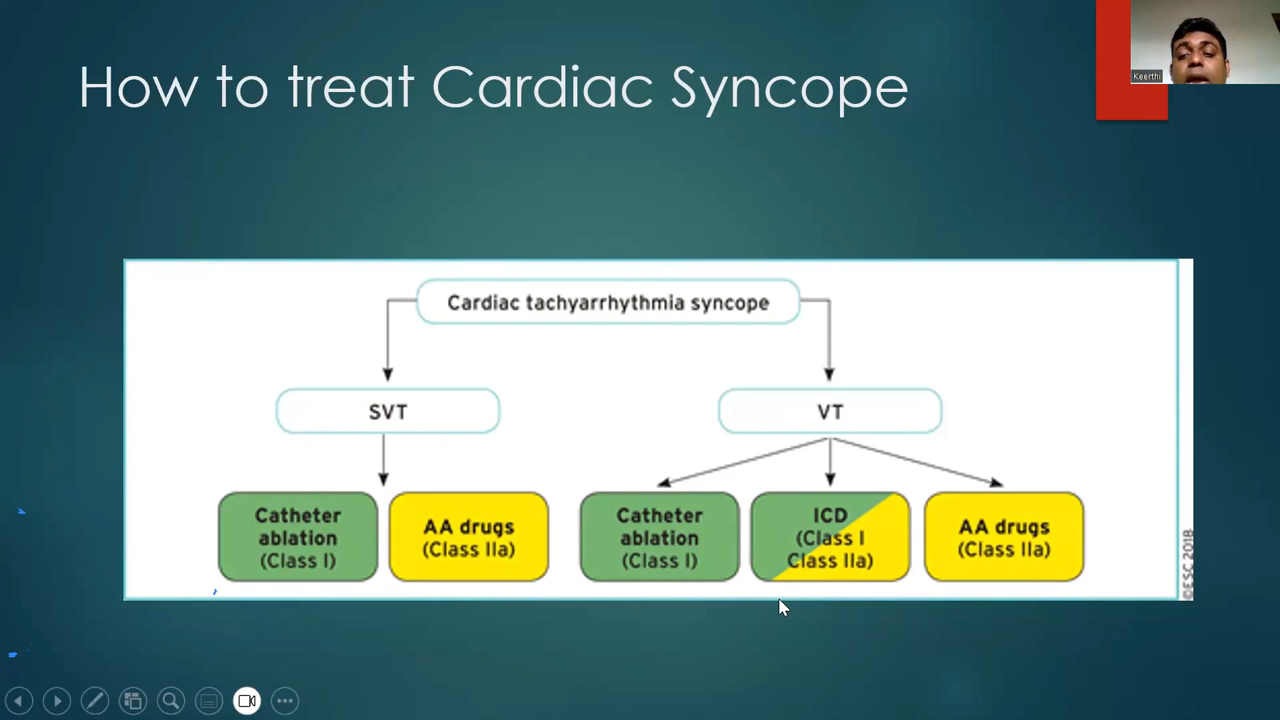 How to treat Cardiac Syncope
Keerthi
Cardiac tachyarrhythmia syncope
SVT
VT
Catheter
ablation
(Class I)
AA drugs
(Class IIa)
Catheter
ablation
(Class I)
ICD
(Class I
Class IIa)
AA drugs
(Class IIa)
©ESC 2018